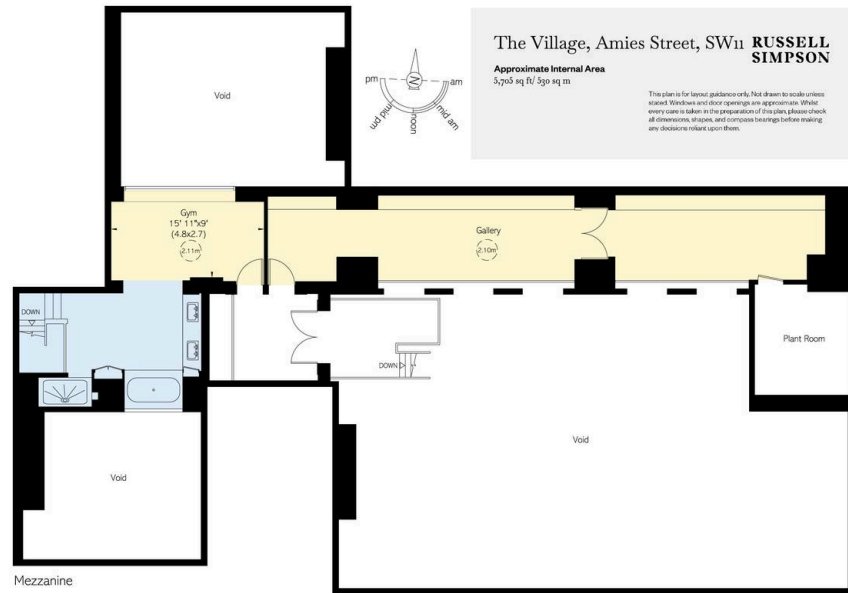 The Village, Amies Street, SW11
RUSSELL
SIMPSON
Approximate Internal Area
5,705 sq ft/ 530 sq m
This plan is for layout guidance only. Not drawn to scale unless
stated. Windows and door openings are approximate. Whilst
every care is taken in the preparation of this plan, please check
all dimensions, shapes, and compass bearings before making
any decisions reliant upon them.
N
pm
am
mid pm
noon
mid am
Void
Gym
15' 11"x9'
(4.8x2.7)
2.11m
Gallery
2.10m
DOWN
DOWN
Plant Room
Void
Void
Mezzanine